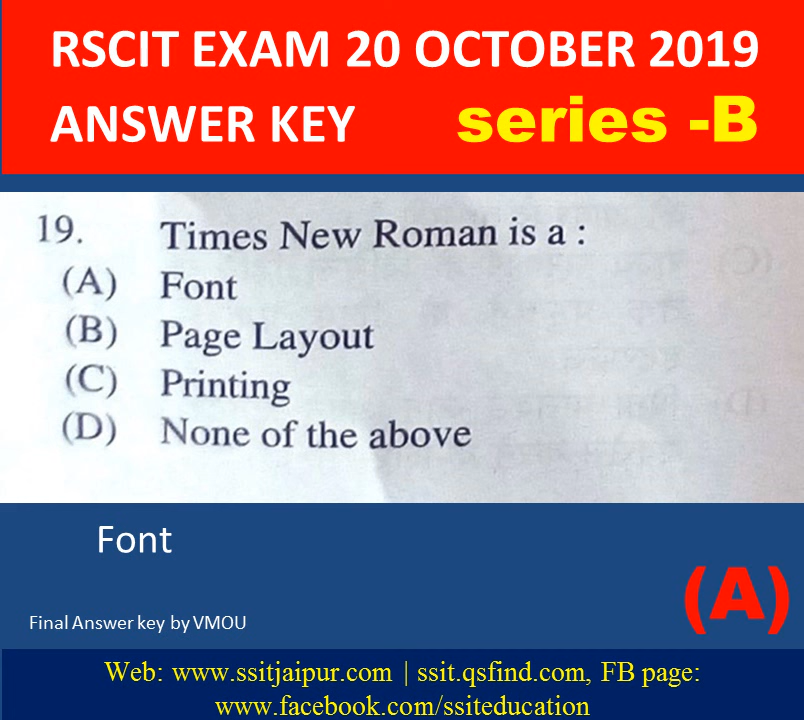 RSCIT EXAM 20 OCTOBER 2019
ANSWER KEY series -B
19. Times New Roman is a :
(A) Font
(B) Page Layout
(C) Printing
(D) None of the above
Font
(A)
Final Answer key by VMOU
Web: www.ssitjaipur.com | ssit.qsfind.com, FB page:
www.facebook.com/ssiteducation